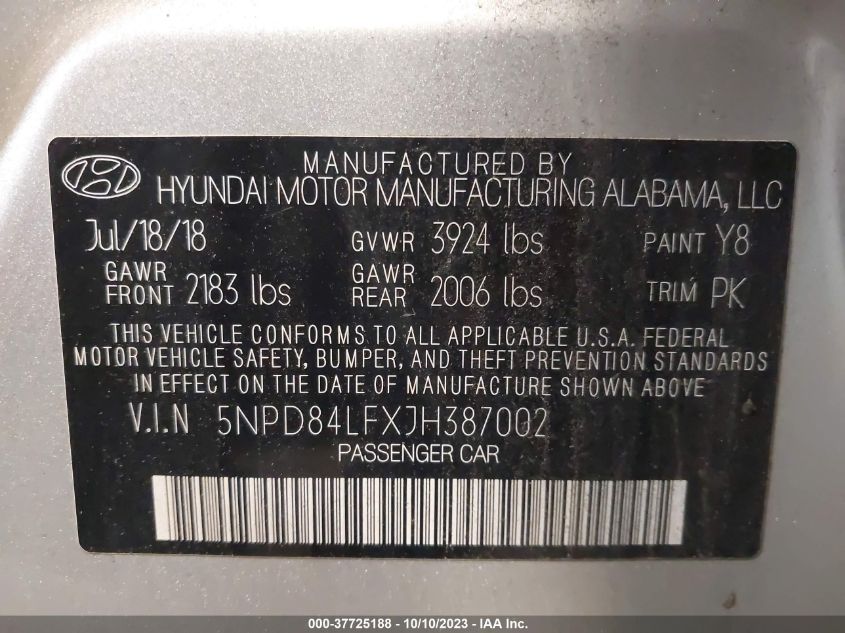 MANUFACTURED BY
HYUNDAI MOTOR MANUFACTURING ALABAMA, LLC
Jul/18/18 GVWR 3924 lbs PAINT Y8
GAWR FRONT 2183 lbs GAWR REAR 2006 lbs TRIM PK
THIS VEHICLE CONFORMS TO ALL APPLICABLE U.S.A. FEDERAL
MOTOR VEHICLE SAFETY, BUMPER, AND THEFT PREVENTION STANDARDS
IN EFFECT ON THE DATE OF MANUFACTURE SHOWN ABOVE.
V.I.N 5NPD84LFXJH387002
PASSENGER CAR
000-37725188 - 10/10/2023 - IAA Inc.